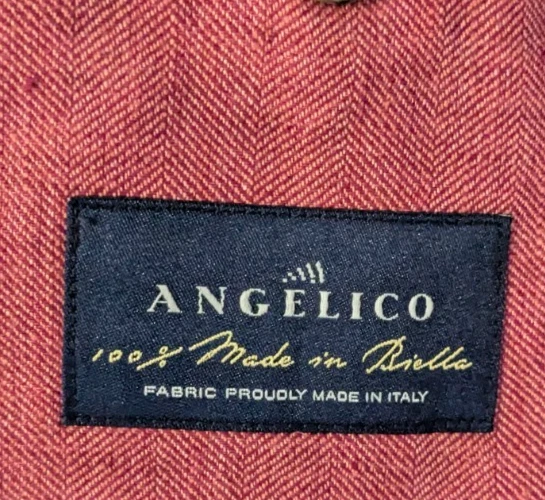 ANGELICO
100% Made in Biella
FABRIC PROUDLY MADE IN ITALY